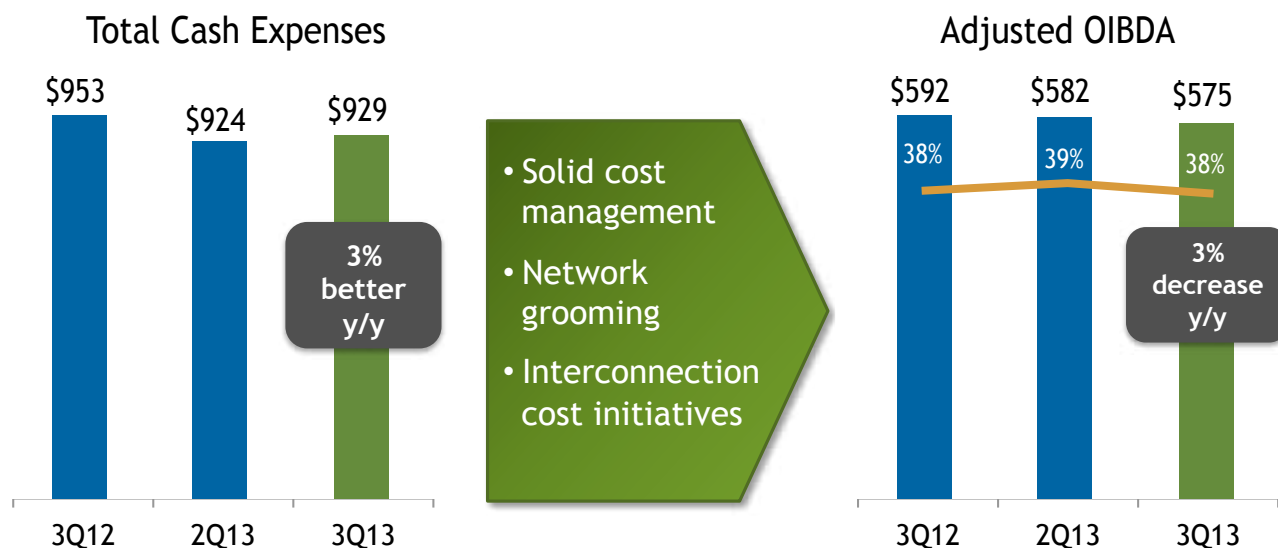 Total Cash Expenses
$953
$924
$929
3%
better
y/y
3Q12
2Q13
3Q13
• Solid cost
management
• Network
grooming
• Interconnection
cost initiatives
Adjusted OIBDA
$592
$582
$575
38%
39%
38%
3%
decrease
y/y
3Q12
2Q13
3Q13